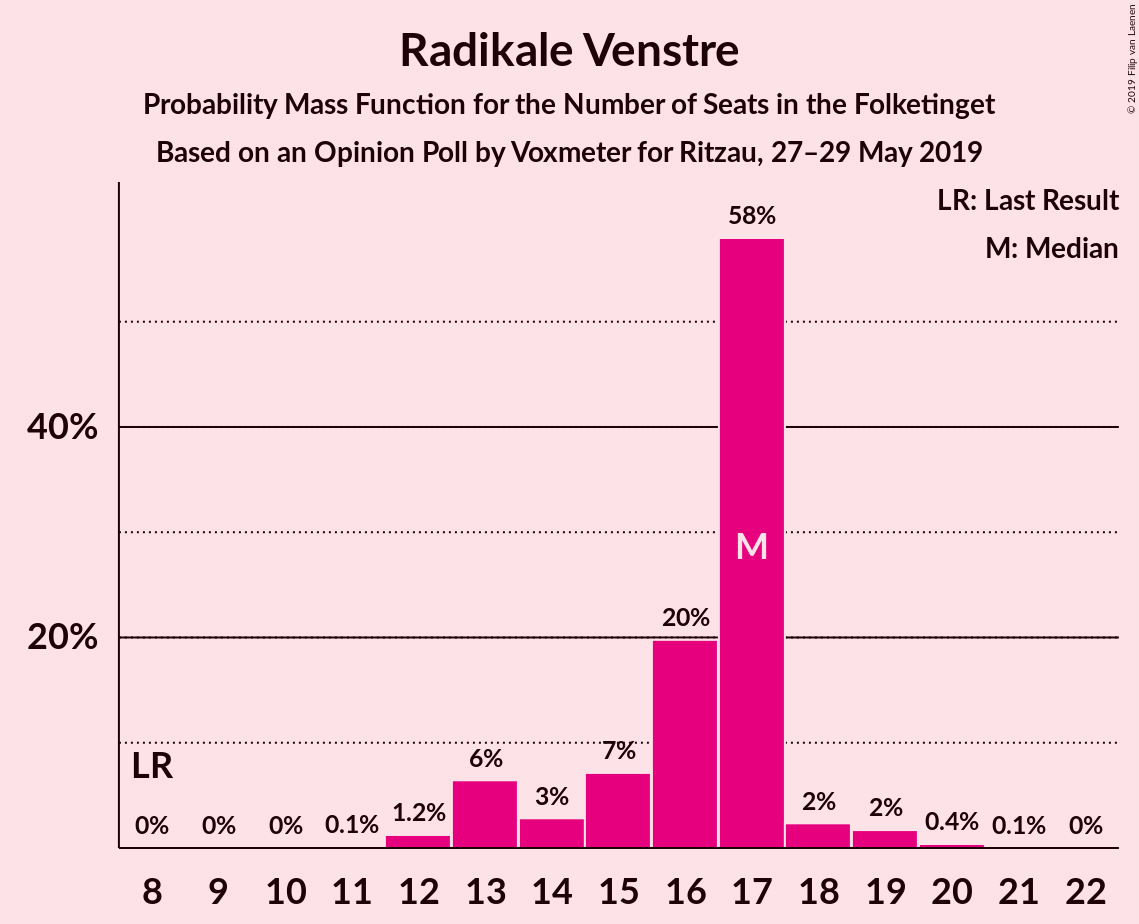 Radikale Venstre
Probability Mass Function for the Number of Seats in the Folketinget
Based on an Opinion Poll by Voxmeter for Ritzau, 27–29 May 2019
© 2019 Filip van Laenen
LR: Last Result
M: Median
58%
40%
M
20%
20%
LR
7%
6%
3%
2%
2%
1.2%
0.4%
0% 0% 0% 0.1% 0.1% 0%
8 9 10 11 12 13 14 15 16 17 18 19 20 21 22